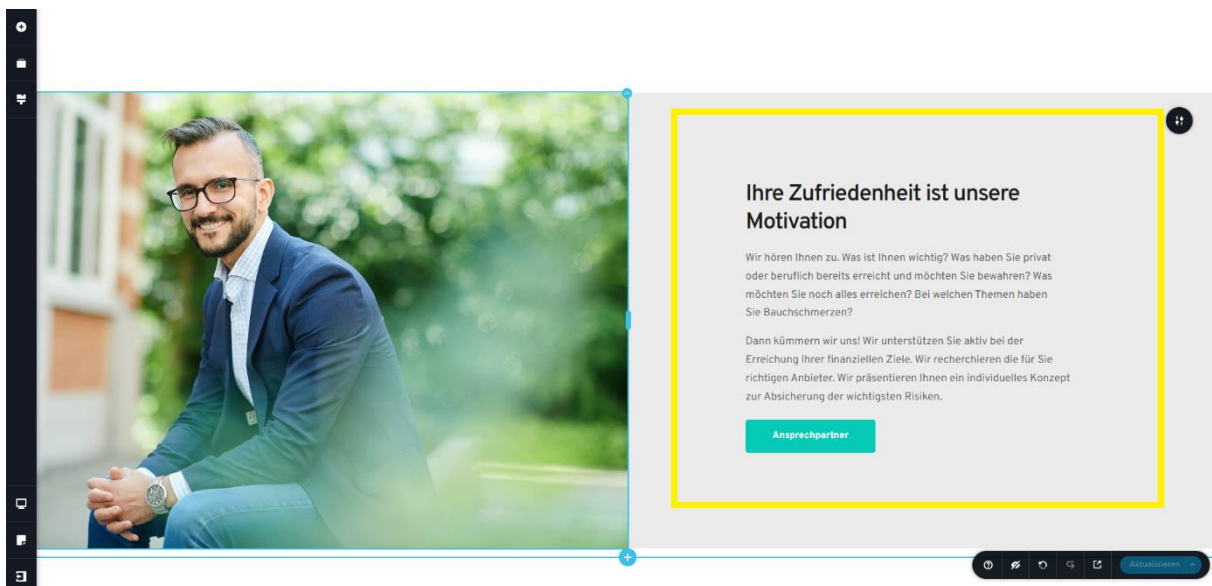 Ihre Zufriedenheit ist unsere
Motivation
Wir hören Ihnen zu. Was ist Ihnen wichtig? Was haben Sie privat
oder beruflich bereits erreicht und möchten Sie bewahren? Was
möchten Sie noch alles erreichen? Bei welchen Themen haben
Sie Bauchschmerzen?
Dann kümmern wir uns! Wir unterstützen Sie aktiv bei der
Erreichung Ihrer finanziellen Ziele. Wir recherchieren die für Sie
richtigen Anbieter. Wir präsentieren Ihnen ein individuelles Konzept
zur Absicherung der wichtigsten Risiken.
Ansprechpartner
Aktualisieren